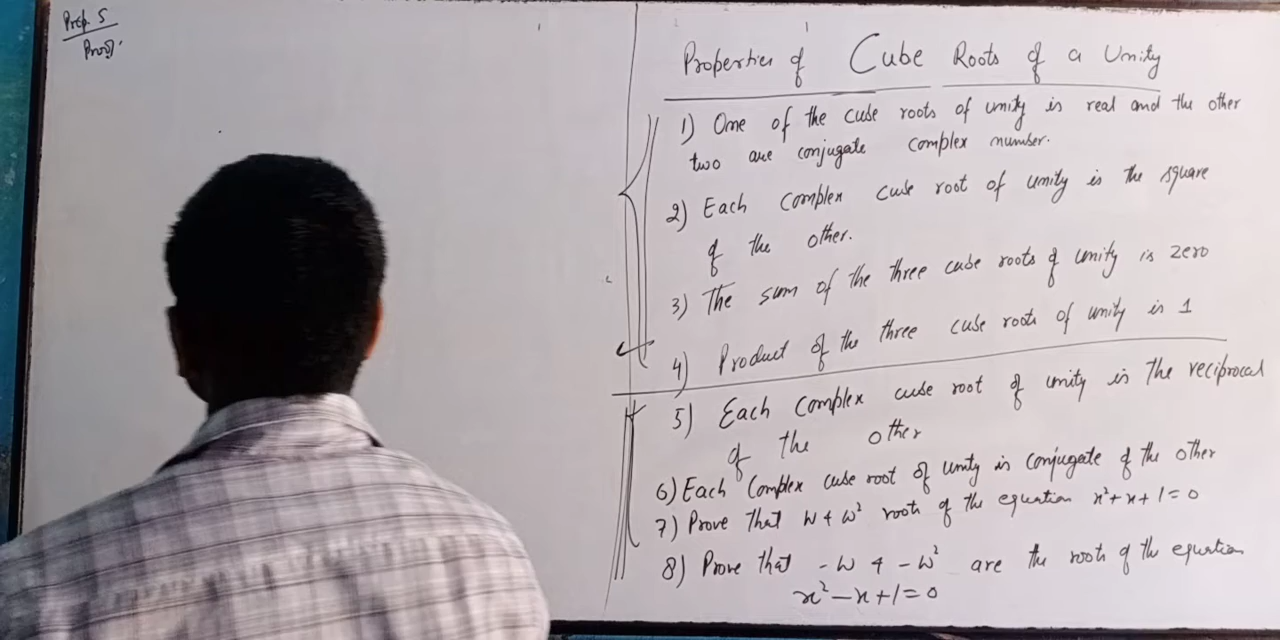 Prop. 5
Proof:
Properties of Cube Roots of a Unity
1) One of the cube roots of unity is real and the other
two are conjugate complex number.
2) Each complex cube root of unity is the square
of the other.
3) The sum of the three cube roots of unity is zero
4) Product of the three cube roots of unity is 1
5) Each complex cube root of unity is the reciprocal
of the other
6) Each complex cube root of unity is conjugate of the other
7) Prove that ω & ω² roots of the equation x²+x+1=0
8) Prove that -ω & -ω² are the roots of the equation
x²-x+1=0